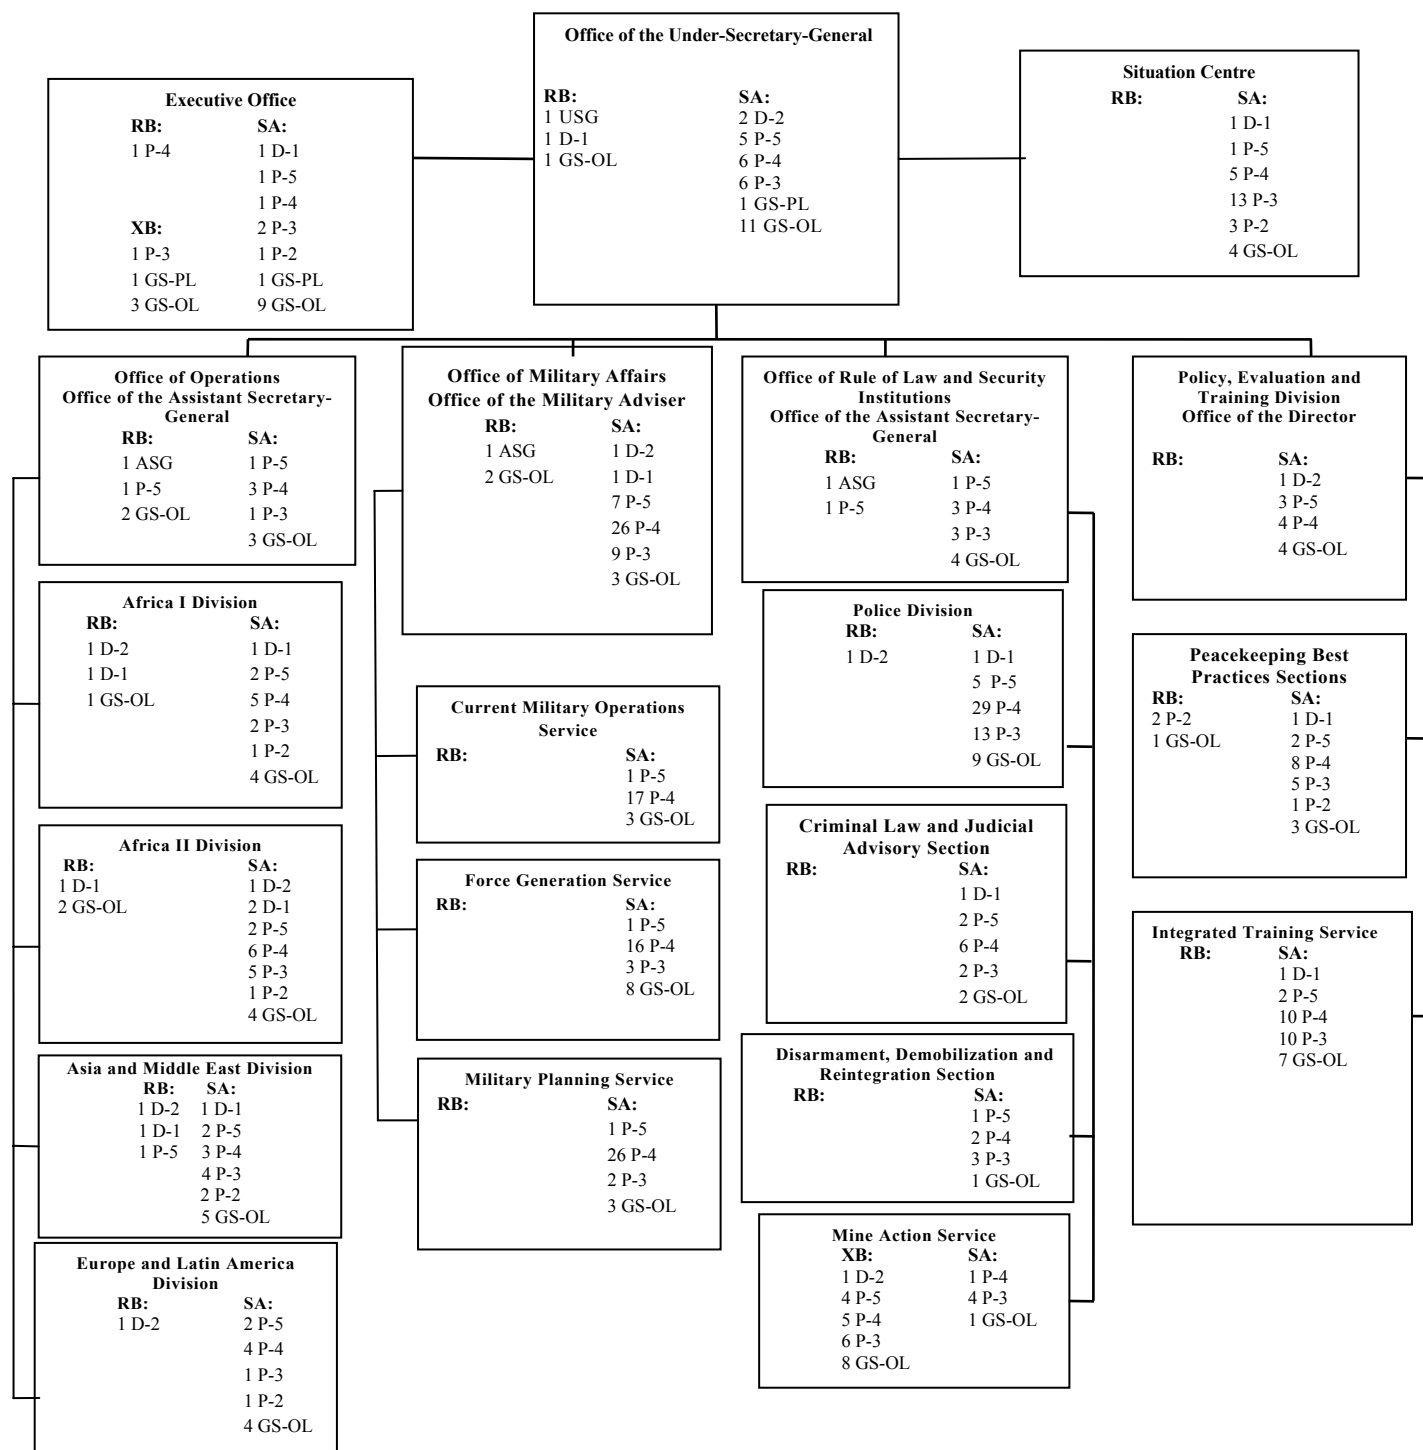 Office of the Under-Secretary-General
RB:
1 USG
1 D-1
1 GS-OL
SA:
2 D-2
5 P-5
6 P-4
6 P-3
1 GS-PL
11 GS-OL
Executive Office
RB:
1 P-4
XB:
1 P-3
1 GS-PL
3 GS-OL
SA:
1 D-1
1 P-5
1 P-4
2 P-3
1 P-2
1 GS-PL
9 GS-OL
Situation Centre
RB:
SA:
1 D-1
1 P-5
5 P-4
13 P-3
3 P-2
4 GS-OL
Office of Operations
Office of the Assistant Secretary-
General
RB:
1 ASG
1 P-5
2 GS-OL
SA:
1 P-5
3 P-4
1 P-3
3 GS-OL
Africa I Division
RB:
1 D-2
1 D-1
1 GS-OL
SA:
1 D-1
2 P-5
5 P-4
2 P-3
1 P-2
4 GS-OL
Africa II Division
RB:
1 D-1
2 GS-OL
SA:
1 D-2
2 D-1
2 P-5
6 P-4
5 P-3
1 P-2
4 GS-OL
Asia and Middle East Division
RB:
1 D-2
1 D-1
1 P-5
SA:
1 D-1
2 P-5
3 P-4
4 P-3
2 P-2
5 GS-OL
Europe and Latin America
Division
RB:
1 D-2
SA:
2 P-5
4 P-4
1 P-3
1 P-2
4 GS-OL
Office of Military Affairs
Office of the Military Adviser
RB:
1 ASG
2 GS-OL
SA:
1 D-2
1 D-1
7 P-5
26 P-4
9 P-3
3 GS-OL
Current Military Operations
Service
RB:
SA:
1 P-5
17 P-4
3 GS-OL
Force Generation Service
RB:
SA:
1 P-5
16 P-4
3 P-3
8 GS-OL
Military Planning Service
RB:
SA:
1 P-5
26 P-4
2 P-3
3 GS-OL
Office of Rule of Law and Security
Institutions
Office of the Assistant Secretary-
General
RB:
1 ASG
1 P-5
SA:
1 P-5
3 P-4
3 P-3
4 GS-OL
Police Division
RB:
1 D-2
SA:
1 D-1
5 P-5
29 P-4
13 P-3
9 GS-OL
Criminal Law and Judicial
Advisory Section
RB:
SA:
1 D-1
2 P-5
6 P-4
2 P-3
2 GS-OL
Disarmament, Demobilization and
Reintegration Section
RB:
SA:
1 P-5
2 P-4
3 P-3
1 GS-OL
Mine Action Service
XB:
1 D-2
4 P-5
5 P-4
6 P-3
8 GS-OL
SA:
1 P-4
4 P-3
1 GS-OL
Policy, Evaluation and
Training Division
Office of the Director
RB:
SA:
1 D-2
3 P-5
4 P-4
4 GS-OL
Peacekeeping Best
Practices Sections
RB:
2 P-2
1 GS-OL
SA:
1 D-1
2 P-5
8 P-4
5 P-3
1 P-2
3 GS-OL
Integrated Training Service
RB:
SA:
1 D-1
2 P-5
10 P-4
10 P-3
7 GS-OL